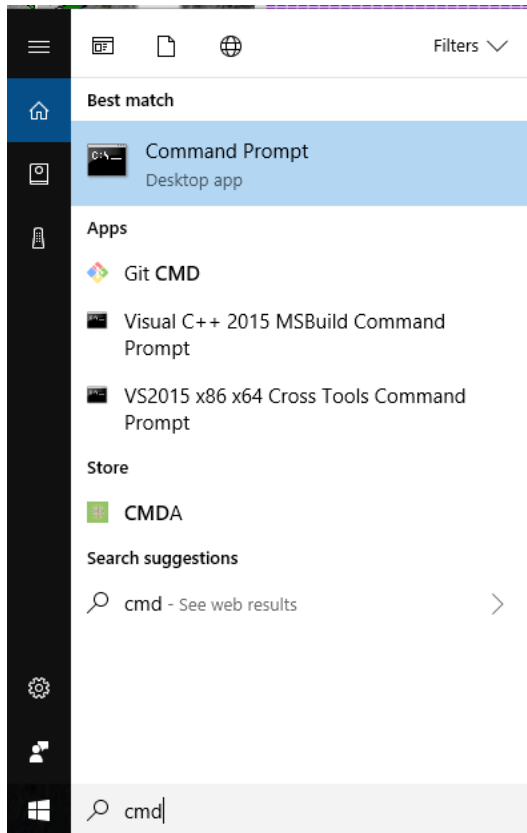 Filters
Best match
C:\_
Command Prompt
Desktop app
Apps
Git CMD
Visual C++ 2015 MSBuild Command
Prompt
VS2015 x86 x64 Cross Tools Command
Prompt
Store
CMDA
Search suggestions
cmd - See web results
cmd